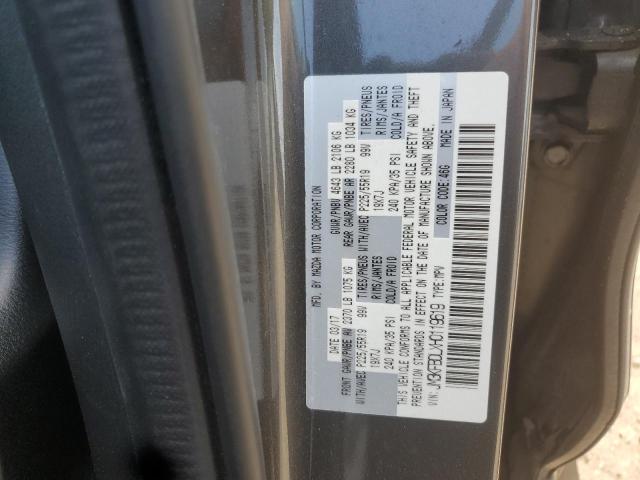 MFD. BY MAZDA MOTOR CORPORATION
DATE 03/17 GVWR/PNBV 4643 LB 2106 KG
FRONT GAWR/PNBE AV 2370 LB 1075 KG REAR GAWR/PNBE AR 2280 LB 1034 KG
WITH/AVEC P225/55R19 99V TIRES/PNEUS WITH/AVEC P225/55R19 99V TIRES/PNEUS
19X7J RIMS/JANTES 19X7J RIMS/JANTES
240 KPA/35 PSI COLD/A FROID 240 KPA/35 PSI COLD/A FROID
THIS VEHICLE CONFORMS TO ALL APPLICABLE FEDERAL MOTOR VEHICLE SAFETY AND THEFT
PREVENTION STANDARDS IN EFFECT ON THE DATE OF MANUFACTURE SHOWN ABOVE.
COLOR CODE:46G MADE IN JAPAN
VIN: JM3KFBDLXH0119619 TYPE:MPV